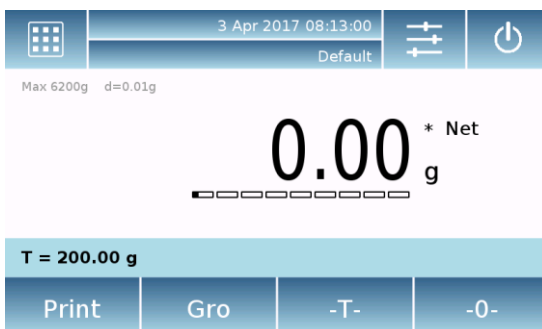 3 Apr 2017 08:13:00
Default
Max 6200g d=0.01g
0.00 * Net
g
T = 200.00 g
Print Gro -T- -0-